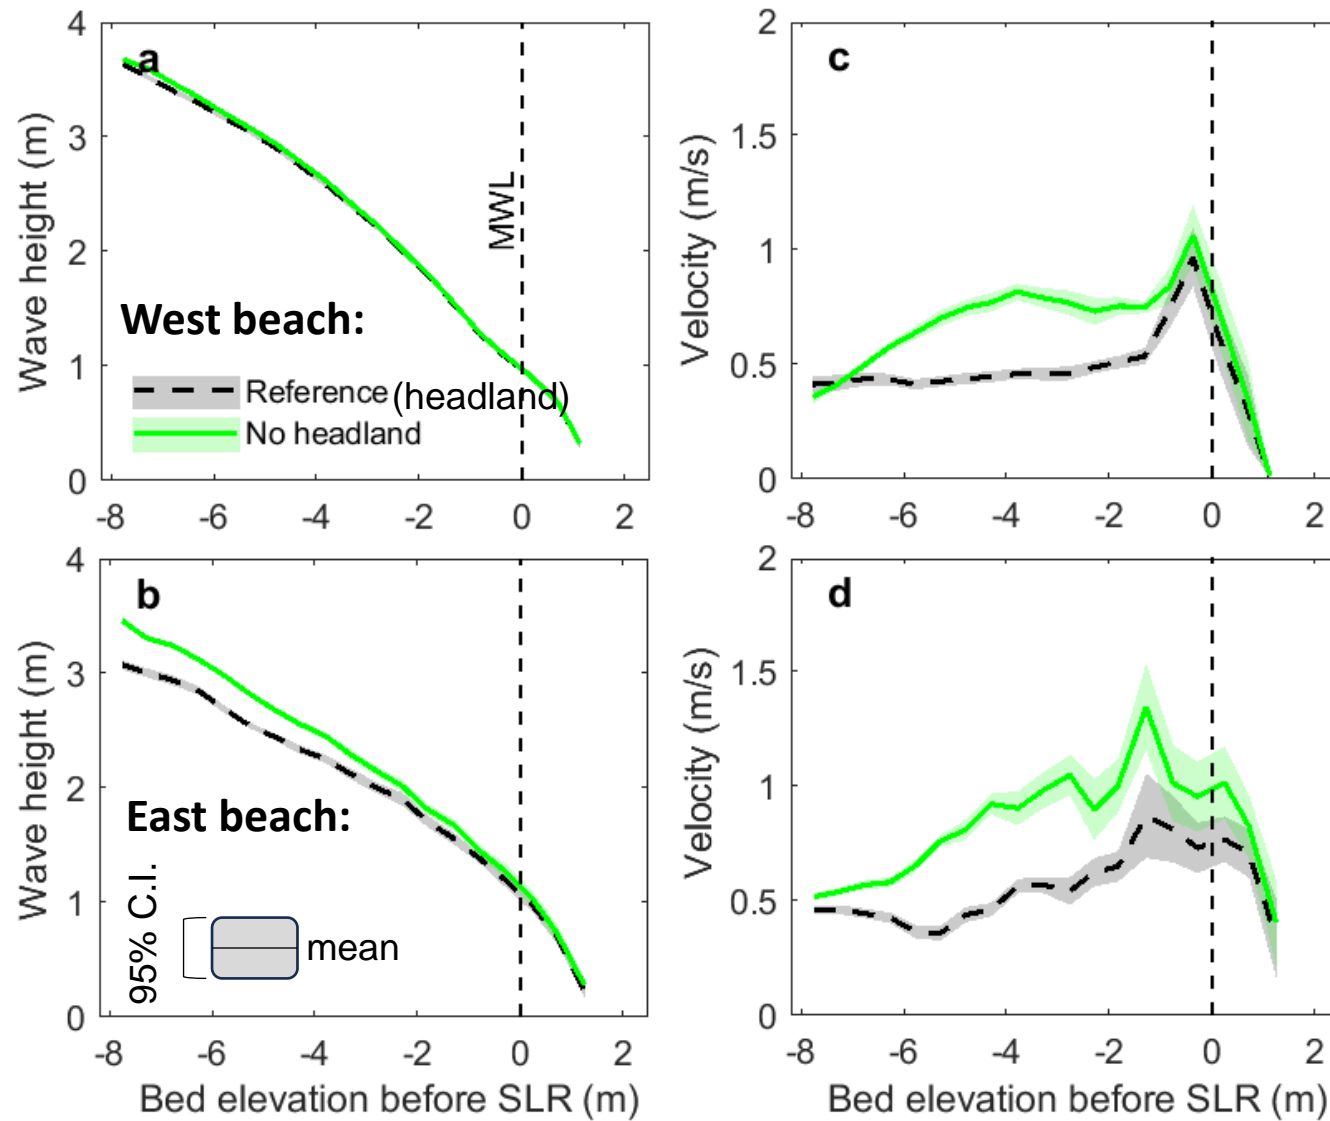 a
Wave height (m)
4
3
2
1
0
MWL
West beach:
Reference (headland)
No headland
-8 -6 -4 -2 0 2
c
Velocity (m/s)
2
1.5
1
0.5
0
-8 -6 -4 -2 0 2
b
Wave height (m)
4
3
2
1
0
East beach:
95% C.I.
mean
-8 -6 -4 -2 0 2
Bed elevation before SLR (m)
d
Velocity (m/s)
2
1.5
1
0.5
0
-8 -6 -4 -2 0 2
Bed elevation before SLR (m)